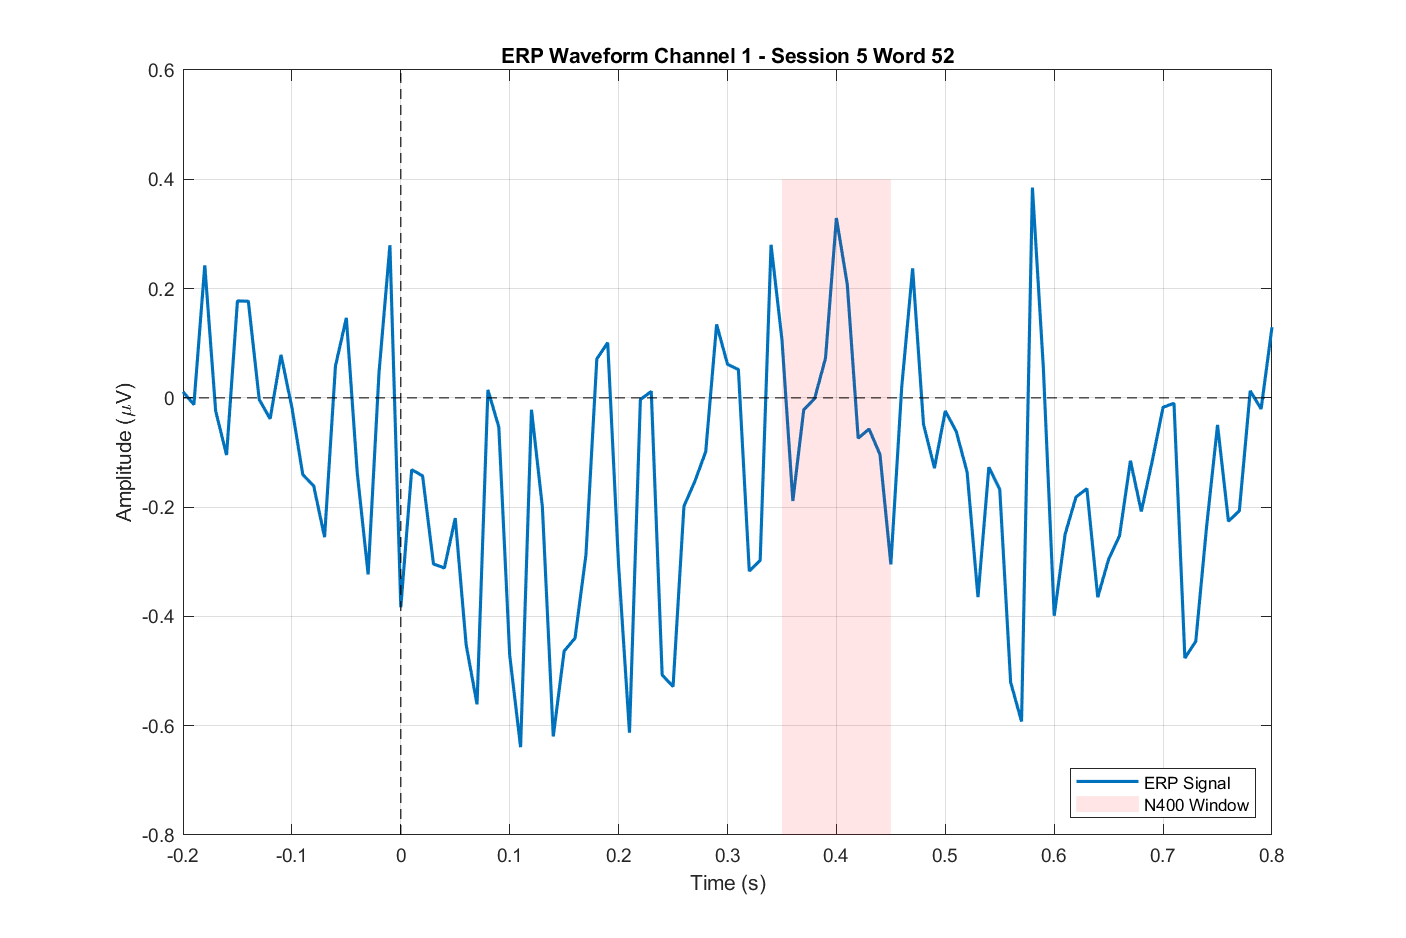 ERP Waveform Channel 1 - Session 5 Word 52
0.6
0.4
0.2
0
-0.2
-0.4
-0.6
-0.8
Amplitude (μV)
-0.2 -0.1 0 0.1 0.2 0.3 0.4 0.5 0.6 0.7 0.8
Time (s)
ERP Signal
N400 Window